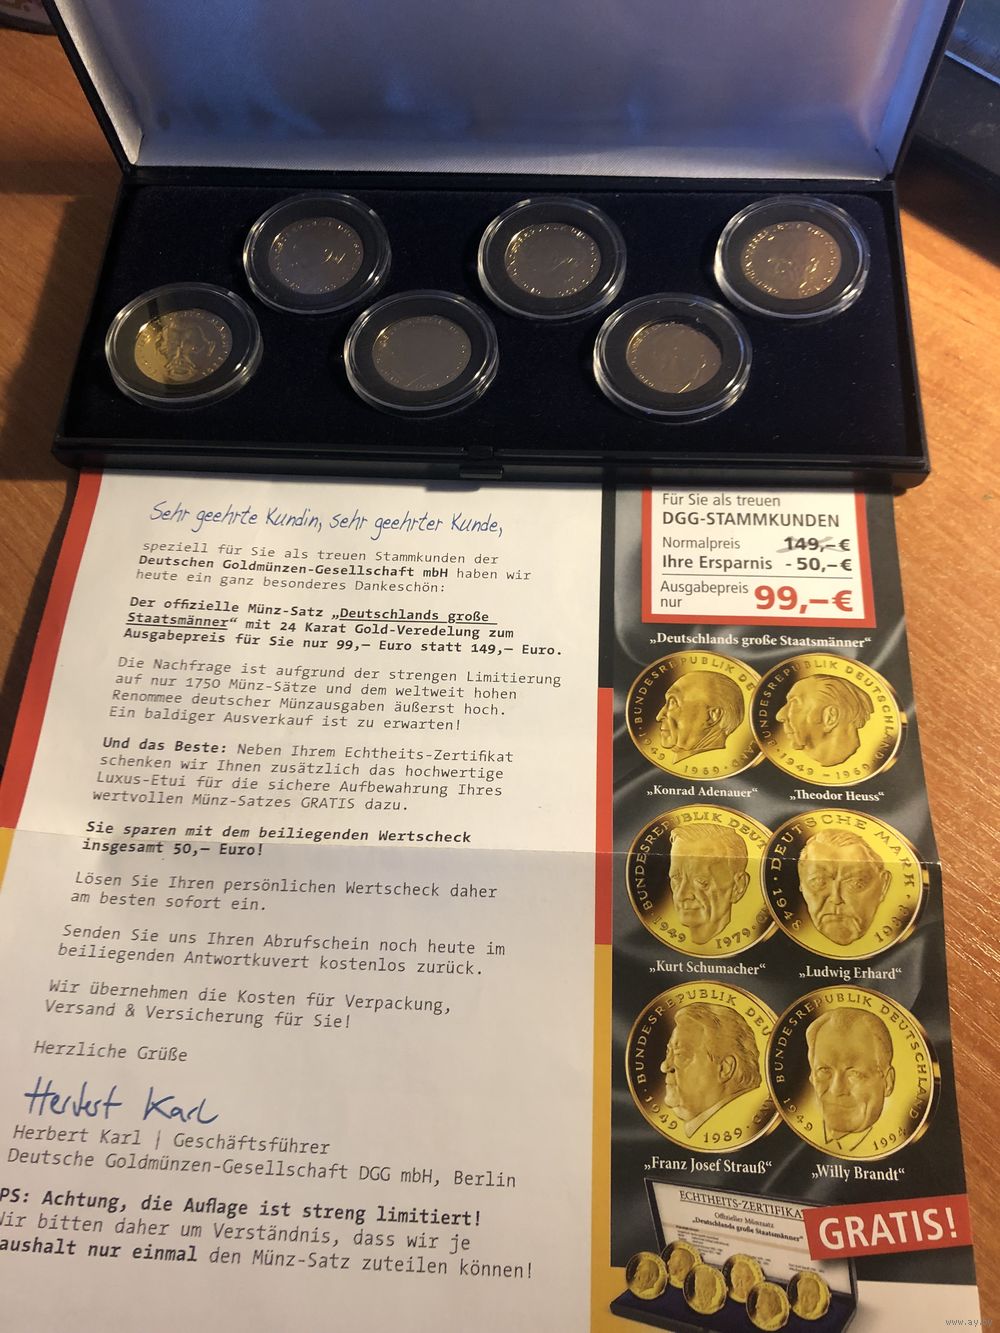 Sehr geehrte Kundin, sehr geehrter Kunde,
speziell für Sie als treuen Stammkunden der
Deutschen Goldmünzen-Gesellschaft mbH haben wir
heute ein ganz besonderes Dankeschön:
Der offizielle Münz-Satz „Deutschlands große
Staatsmänner“ mit 24 Karat Gold-Veredelung zum
Ausgabepreis für Sie nur 99,– Euro statt 149,– Euro.
Die Nachfrage ist aufgrund der strengen Limitierung
auf nur 1750 Münz-Sätze und dem weltweit hohen
Renommee deutscher Münzausgaben äußerst hoch.
Ein baldiger Ausverkauf ist zu erwarten!
Und das Beste: Neben Ihrem Echtheits-Zertifikat
schenken wir Ihnen zusätzlich das hochwertige
Luxus-Etui für die sichere Aufbewahrung Ihres
wertvollen Münz-Satzes GRATIS dazu.
Sie sparen mit dem beiliegenden Wertscheck
insgesamt 50,– Euro!
Lösen Sie Ihren persönlichen Wertscheck daher
am besten sofort ein.
Senden Sie uns Ihren Abrufschein noch heute im
beiliegenden Antwortkuvert kostenlos zurück.
Wir übernehmen die Kosten für Verpackung,
Versand & Versicherung für Sie!
Herzliche Grüße
Herbert Karl
Herbert Karl | Geschäftsführer
Deutsche Goldmünzen-Gesellschaft DGG mbH, Berlin
PS: Achtung, die Auflage ist streng limitiert!
Wir bitten daher um Verständnis, dass wir je
aushalt nur einmal den Münz-Satz zuteilen können!
Für Sie als treuen
DGG-STAMMKUNDEN
Normalpreis 149,–€
Ihre Ersparnis - 50,–€
Ausgabepreis
nur 99,–€
„Deutschlands große Staatsmänner“
BUNDESREPUBLIK DE
1949 1969
BUNDESREPUBLIK DEUTSCHLAND
1949 – 1969
„Konrad Adenauer“ „Theodor Heuss“
BUNDESREPUBLIK DEUT
1949 1979
DEUTSCHE MARK
1948 1988
„Kurt Schumacher“ „Ludwig Erhard“
BUNDESREPUBLIK DEU
1949 1989
BUNDESREPUBLIK DEUTSCHLAND
1949 1994
„Franz Josef Strauß“ „Willy Brandt“
ECHTHEITS-ZERTIFIKA
Offizieller Münzsatz
„Deutschlands große Staatsmänner“
GRATIS!
www.ay.by